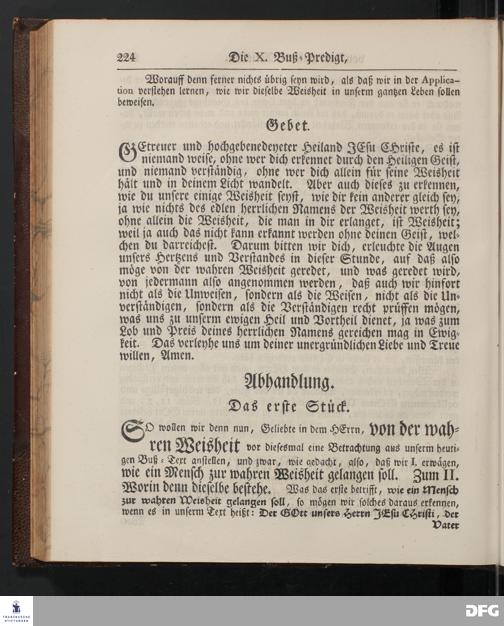 224 Die X. Buß-Predigt,
Worauff denn ferner nichts übrig seyn wird, als daß wir in der Applica-
tion verstehen lernen, wie wir dieselbe Weisheit in unserm gantzen Leben sollen
beweisen.
Gebet.
GEtreuer und hochgebenedeyeter Heiland JEsu CHriste, es ist
niemand weise, ohne wer dich erkennet durch den Heiligen Geist,
und niemand verständig, ohne wer dich allein für seine Weisheit
hält und in deinem Licht wandelt. Aber auch dieses zu erkennen,
wie du unsere einige Weisheit seyst, wie dir kein anderer gleich sey,
ja wie nichts des edlen herrlichen Namens der Weisheit werth sey,
ohne allein die Weisheit, die man in dir erlanget, ist Weisheit;
weil ja auch das nicht kann erkannt werden ohne deinen Geist, wel-
chen du darreichest. Darum bitten wir dich, erleuchte die Augen
unsers Hertzens und Verstandes in dieser Stunde, auf daß also
möge von der wahren Weisheit geredet, und was geredet wird,
von jedermann also angenommen werden, daß auch wir hinfort
nicht als die Unweisen, sondern als die Weisen, nicht als die Un-
verständigen, sondern als die Verständigen recht prüffen mögen,
was uns zu unserm ewigen Heil und Vortheil dienet, ja was zum
Lob und Preis deines herrlichen Namens gereichen mag in Ewig-
keit. Das verleyhe uns um deiner unergründlichen Liebe und Treue
willen, Amen.
Abhandlung.
Das erste Stück.
SO wollen wir denn nun, Geliebte in dem HErrn, von der wah-
ren Weisheit vor diesesmal eine Betrachtung aus unserm heuti-
gen Buß-Text anstellen, und zwar, wie gedacht, also, daß wir I. erwägen,
wie ein Mensch zur wahren Weisheit gelangen soll. Zum II.
Worin denn dieselbe bestehe. Was das erste betrifft, wie ein Mensch
zur wahren Weisheit gelangen soll, so mögen wir solches daraus erkennen,
wenn es in unserm Text heißt: Der GOtt unsers HErrn JEsu CHristi, der
Vater
DFG